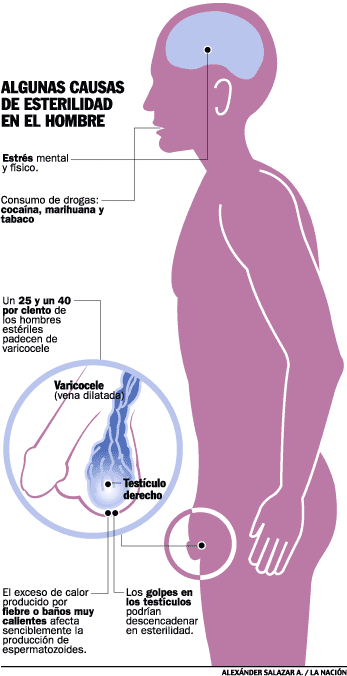 ALGUNAS CAUSAS
DE ESTERILIDAD
EN EL HOMBRE
Estrés mental
y físico.
Consumo de drogas:
cocaína, marihuana y
tabaco
Un 25 y un 40
por ciento de
los hombres
estériles
padecen de
varicocele
Varicocele
(vena dilatada)
Testículo
derecho
El exceso de calor
producido por
fiebre o baños muy
calientes afecta
senciblemente la
producción de
espermatozoides.
Los golpes en
los testículos
podrían
descencadenar
en esterilidad.
ALEXÁNDER SALAZAR A. / LA NACIÓN